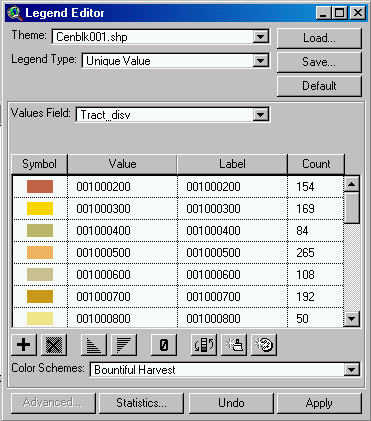 Legend Editor
Theme: Cenblk001.shp Load...
Legend Type: Unique Value Save...
Default
Values Field: Tract_disv
Symbol Value Label Count
001000200 001000200 154
001000300 001000300 169
001000400 001000400 84
001000500 001000500 265
001000600 001000600 108
001000700 001000700 192
001000800 001000800 50
0
Color Schemes: Bountiful Harvest
Advanced... Statistics... Undo Apply